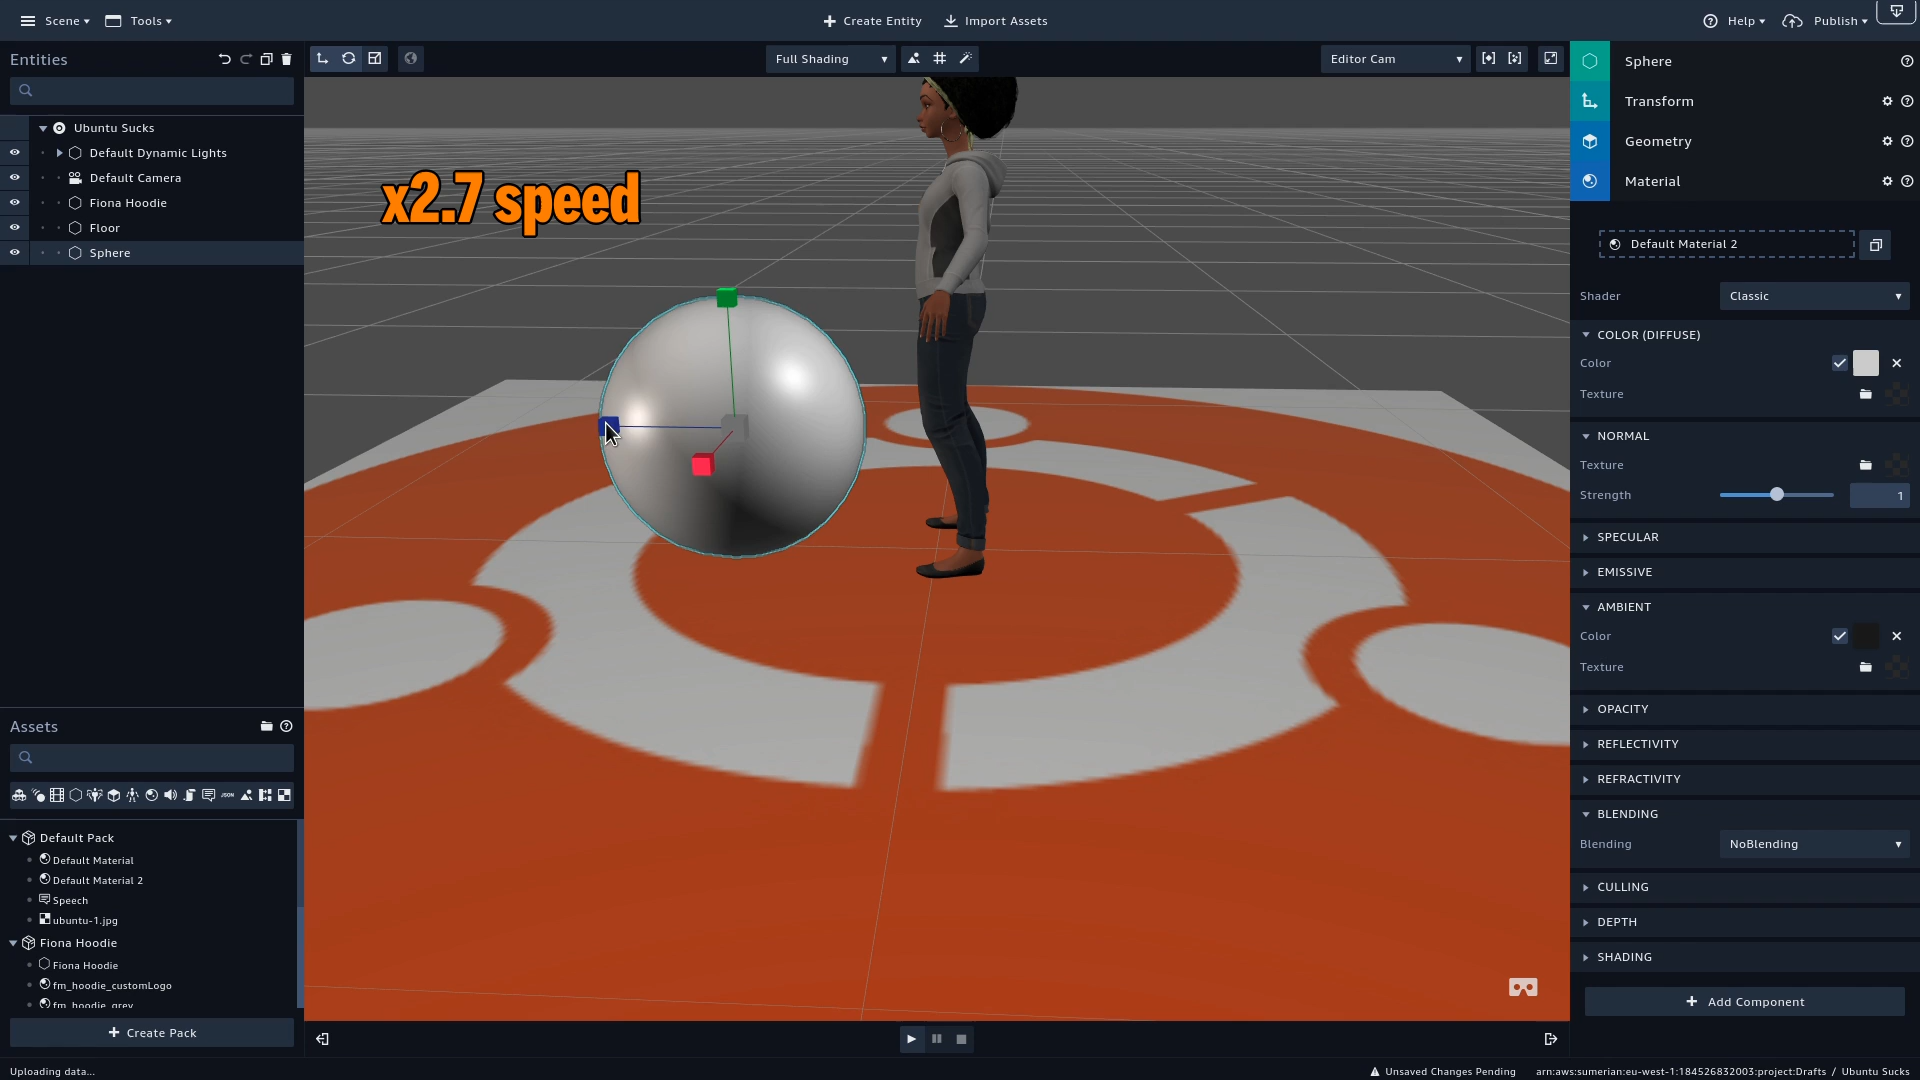 Scene
Tools
Create Entity
Import Assets
Help
Publish
Entities
Full Shading
Editor Cam
Sphere
Transform
Geometry
Material
Ubuntu Sucks
Default Dynamic Lights
Default Camera
Fiona Hoodie
Floor
Sphere
x2.7 speed
Default Material 2
Shader
Classic
COLOR (DIFFUSE)
Color
Texture
NORMAL
Texture
Strength
1
SPECULAR
EMISSIVE
AMBIENT
Color
Texture
OPACITY
REFLECTIVITY
REFRACTIVITY
BLENDING
Blending
NoBlending
CULLING
DEPTH
SHADING
Add Component
Assets
JSON
Default Pack
Default Material
Default Material 2
Speech
ubuntu-1.jpg
Fiona Hoodie
Fiona Hoodie
fm_hoodie_customLogo
fm_hoodie_grey
Create Pack
Uploading data...
Unsaved Changes Pending
arn:aws:sumerian:eu-west-1:184526832003:project:Drafts / Ubuntu Sucks